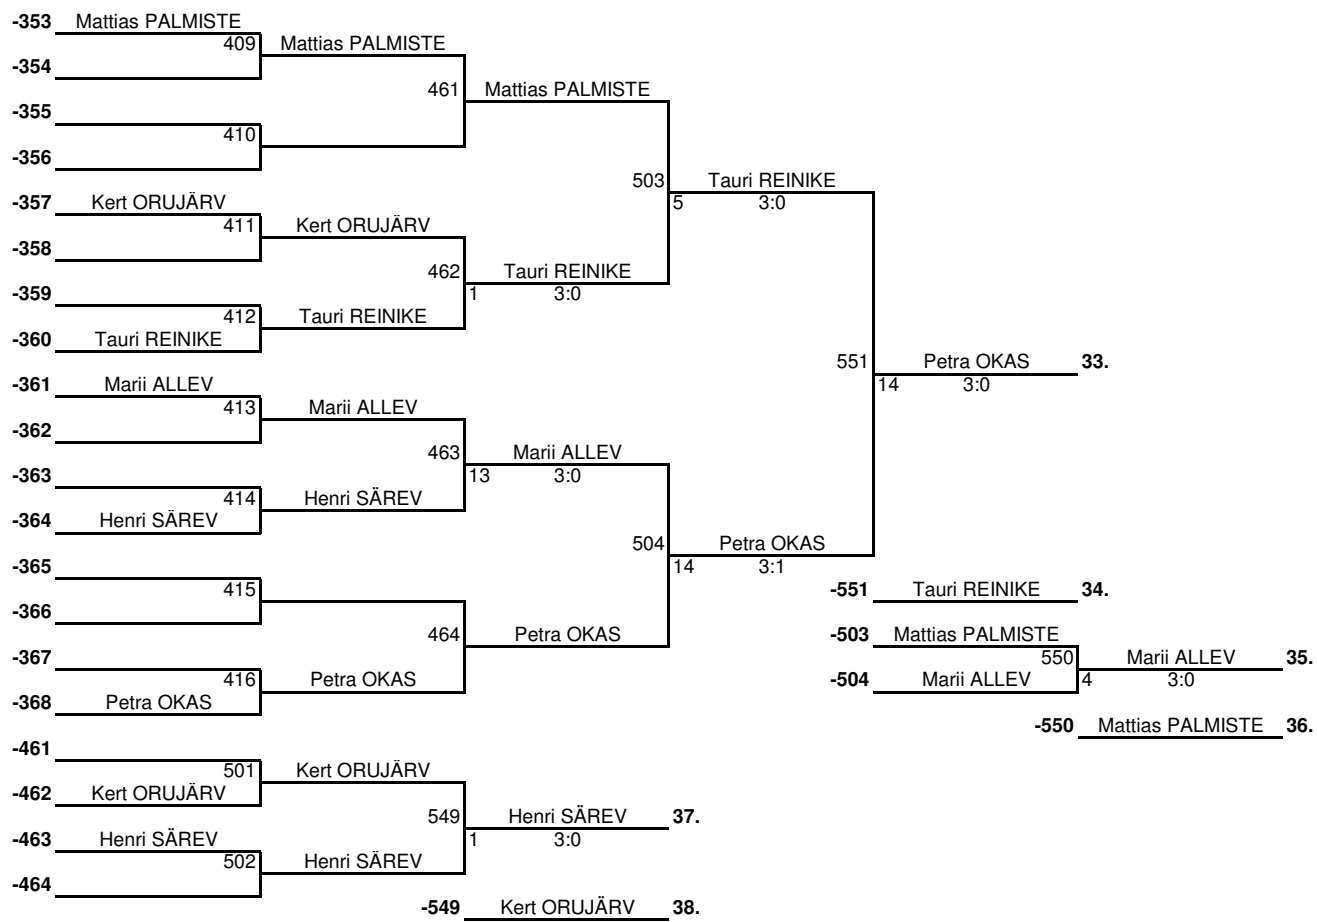 -353 Mattias PALMISTE
409 Mattias PALMISTE
-354
461 Mattias PALMISTE
-355
410
-356
503 Tauri REINIKE
5 3:0
-357 Kert ORUJÄRV
411 Kert ORUJÄRV
-358
462 Tauri REINIKE
1 3:0
-359
412 Tauri REINIKE
-360 Tauri REINIKE
551 Petra OKAS 33.
14 3:0
-361 Marii ALLEV
413 Marii ALLEV
-362
463 Marii ALLEV
13 3:0
-363
414 Henri SÄREV
-364 Henri SÄREV
504 Petra OKAS
14 3:1
-365
415
-366
-551 Tauri REINIKE 34.
464 Petra OKAS
-503 Mattias PALMISTE
550 Marii ALLEV 35.
4 3:0
-504 Marii ALLEV
-367
416 Petra OKAS
-368 Petra OKAS
-550 Mattias PALMISTE 36.
-461
501 Kert ORUJÄRV
-462 Kert ORUJÄRV
549 Henri SÄREV 37.
1 3:0
-463 Henri SÄREV
502 Henri SÄREV
-464
-549 Kert ORUJÄRV 38.